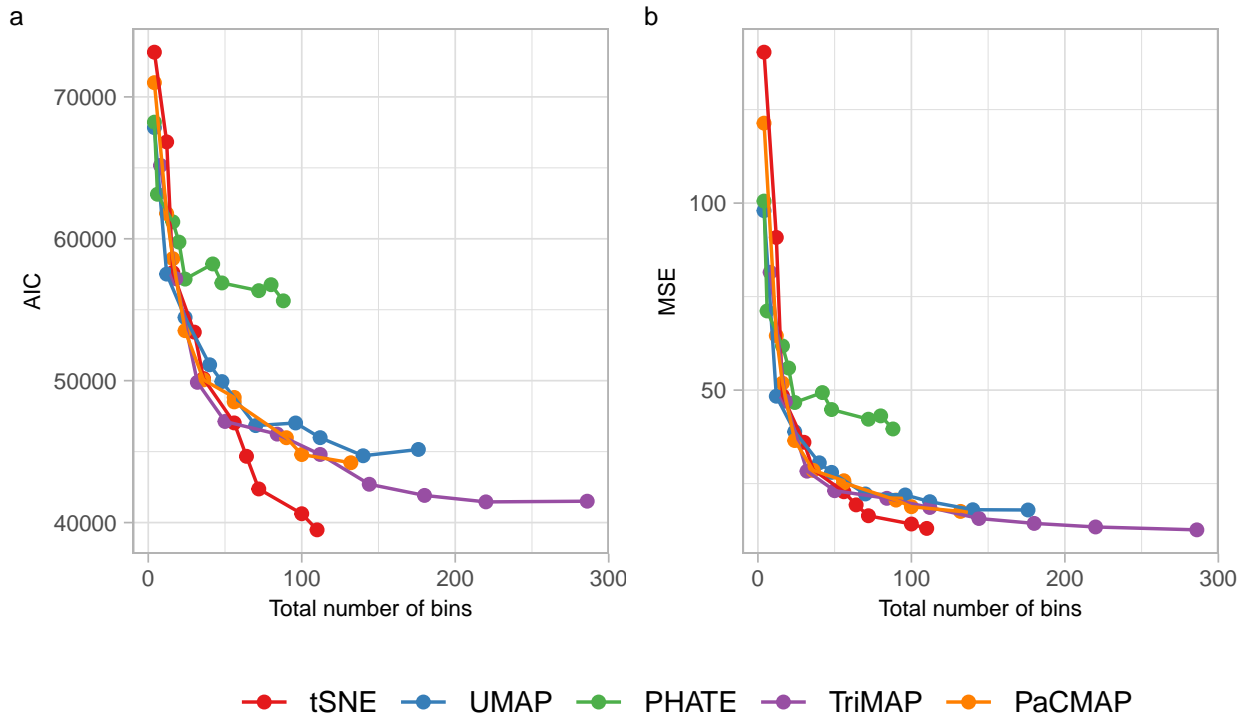 a
70000
60000
50000
40000
AIC
0 100 200 300
Total number of bins
b
100
50
MSE
0 100 200 300
Total number of bins
tSNE UMAP PHATE TriMAP PaCMAP